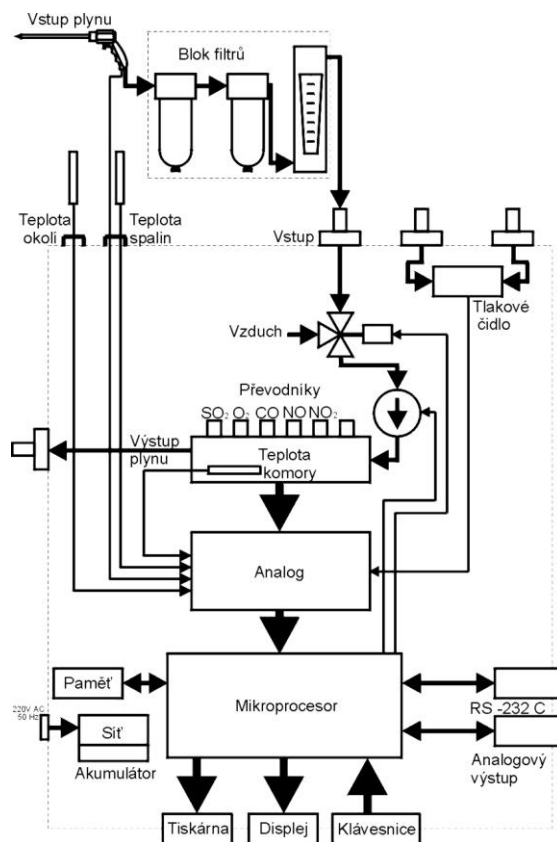 Vstup plynu
Blok filtrů
Teplota
okolí
Teplota
spalin
Vstup
Tlakové
čidlo
Vzduch
Převodníky
SO₂ O₂ CO NO NO₂
Výstup
plynu
Teplota
komory
Analog
Paměť
Mikroprocesor
RS -232 C
220V AC
50 Hz
Síť
Akumulátor
Analogový
výstup
Tiskárna
Displej
Klávesnice